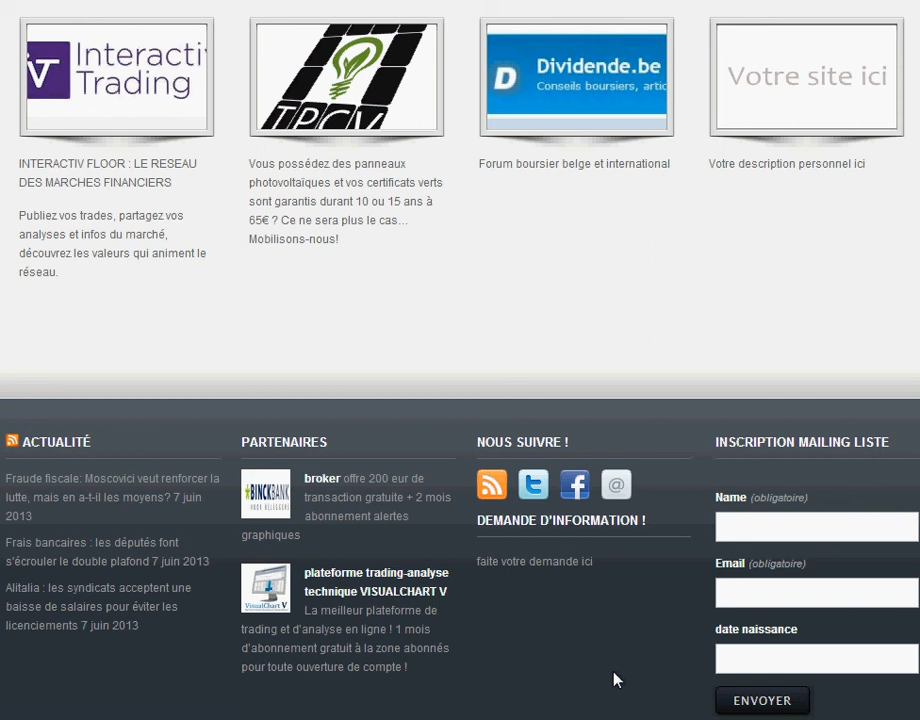 Interactiv
Trading
TPCV
Dividende.be
Conseils boursiers, artic
Votre site ici
INTERACTIV FLOOR : LE RESEAU
DES MARCHES FINANCIERS
Publiez vos trades, partagez vos
analyses et infos du marché,
découvrez les valeurs qui animent le
réseau.
Vous possédez des panneaux
photovoltaïques et vos certificats verts
sont garantis durant 10 ou 15 ans à
65€ ? Ce ne sera plus le cas...
Mobilisons-nous!
Forum boursier belge et international
Votre description personnel ici
ACTUALITÉ
Fraude fiscale: Moscovici veut renforcer la
lutte, mais en a-t-il les moyens? 7 juin
2013
Frais bancaires : les députés font
s'écrouler le double plafond 7 juin 2013
Alitalia : les syndicats acceptent une
baisse de salaires pour éviter les
licenciements 7 juin 2013
PARTENAIRES
BINCKBANK
VOOR BELEGGERS
broker offre 200 eur de
transaction gratuite + 2 mois
abonnement alertes
graphiques
VisualChart V
plateforme trading-analyse
technique VISUALCHART V
La meilleur plateforme de
trading et d'analyse en ligne ! 1 mois
d'abonnement gratuit à la zone abonnés
pour toute ouverture de compte !
NOUS SUIVRE !
DEMANDE D'INFORMATION !
faite votre demande ici
INSCRIPTION MAILING LISTE
Name (obligatoire)
Email (obligatoire)
date naissance
ENVOYER